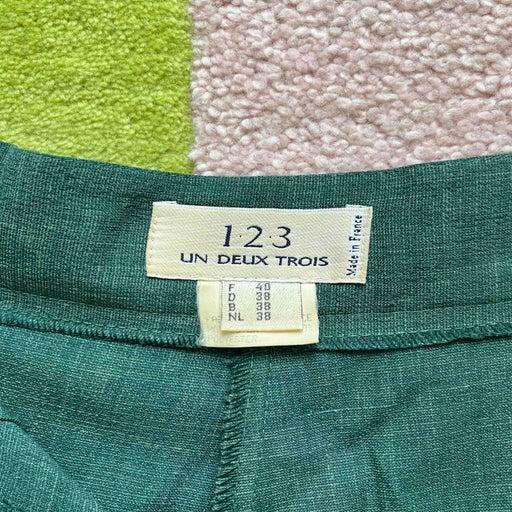 1·2·3
UN DEUX TROIS
Made in France
F 40
D 38
B 38
NL 38